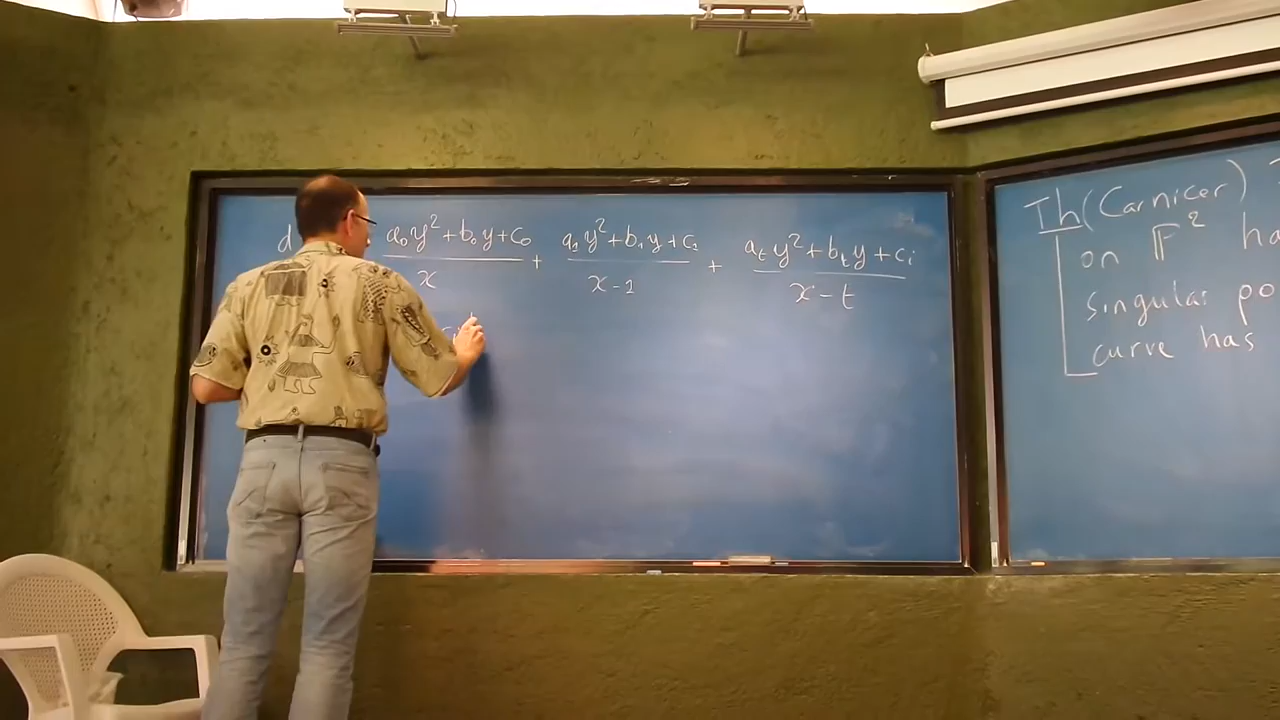 d a₀y²+b₀y+c₀ + a₁y²+b₁y+c₁ + a_t y²+b_t y+c_i
x x-1 x-t
Th(Carnicer)
on ℙ² ha
singular po
curve has